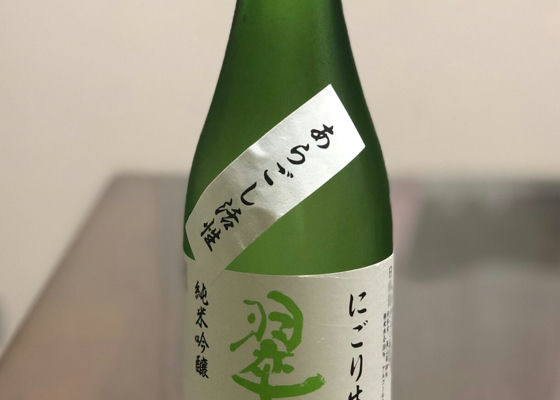 あらごし活性
にごり生
翠
純米吟醸